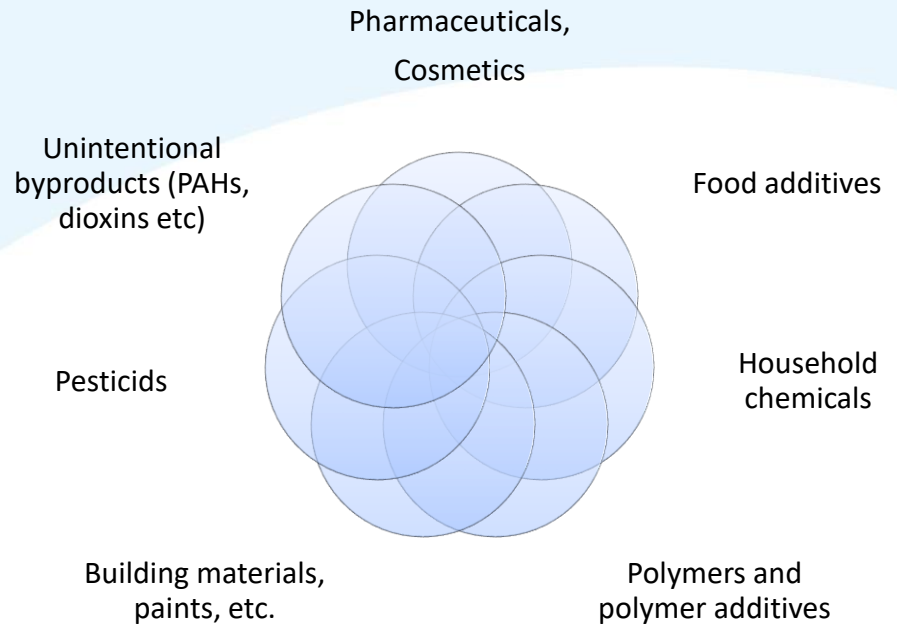 Pharmaceuticals,
Cosmetics
Unintentional
byproducts (PAHs,
dioxins etc)
Food additives
Pesticids
Household
chemicals
Building materials,
paints, etc.
Polymers and
polymer additives